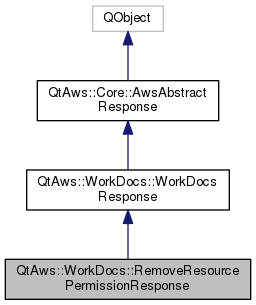 QObject
QtAws::Core::AwsAbstract
Response
QtAws::WorkDocs::WorkDocs
Response
QtAws::WorkDocs::RemoveResource
PermissionResponse